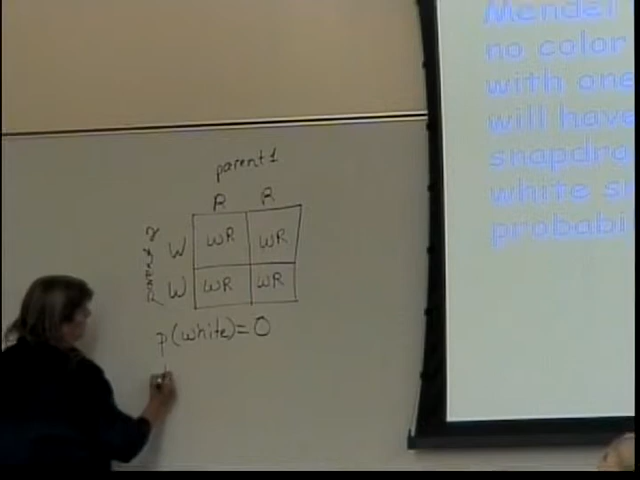 parent 1
R R
parent 2
W WR WR
W WR WR
p(white) = 0
Mendel
no color
with one
will have
snapdra
white s
probabi